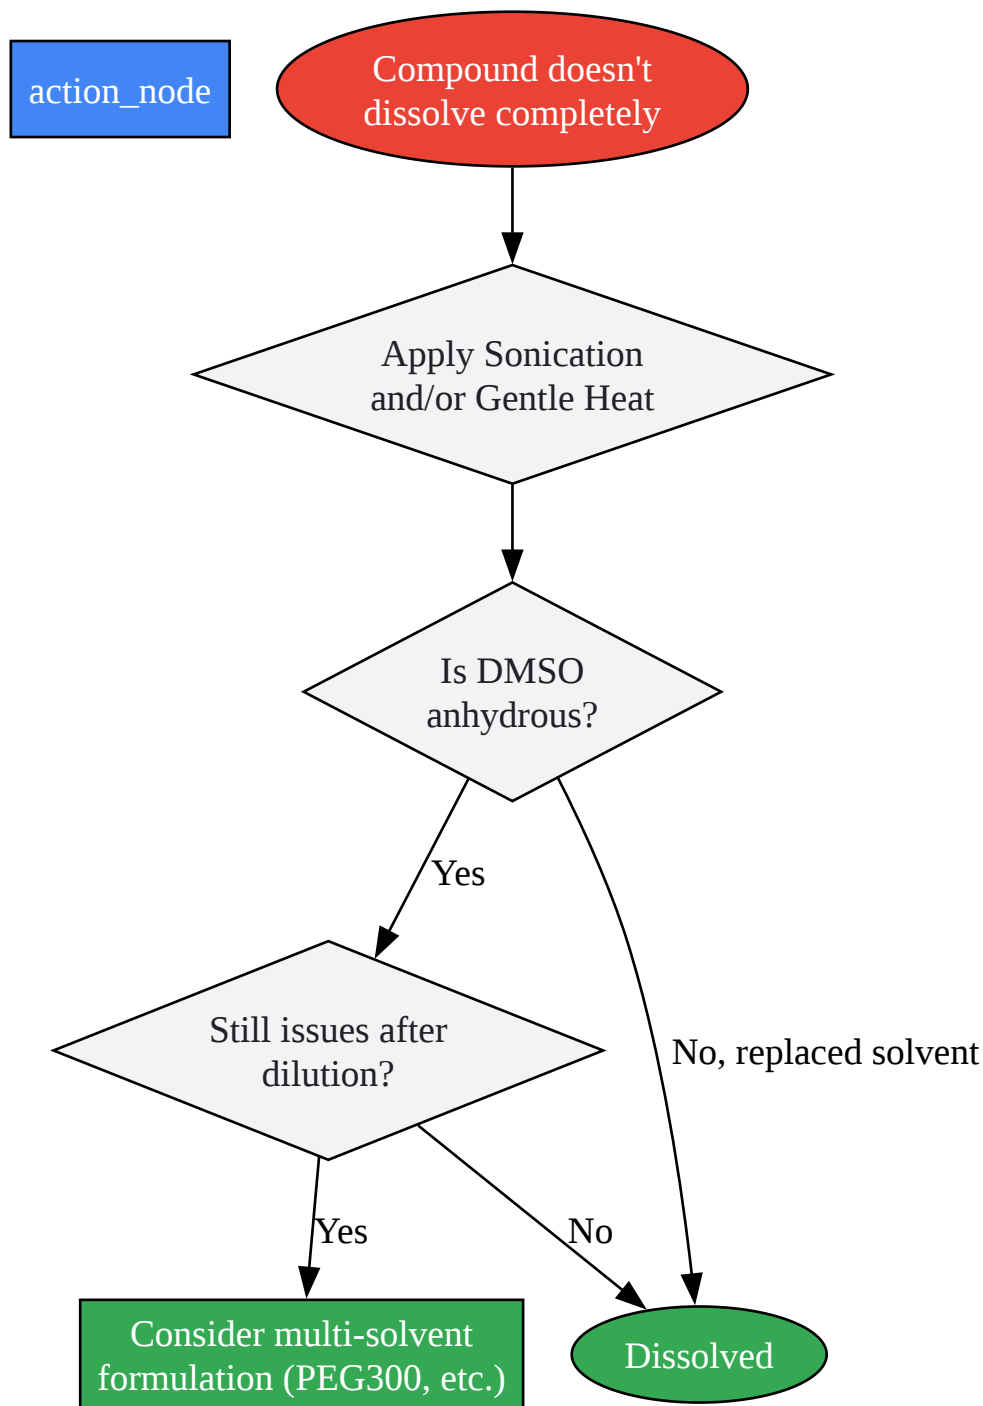 action_node
Compound doesn't
dissolve completely
Apply Sonication
and/or Gentle Heat
Is DMSO
anhydrous?
Yes
Still issues after
dilution?
No, replaced solvent
Yes
No
Consider multi-solvent
formulation (PEG300, etc.)
Dissolved